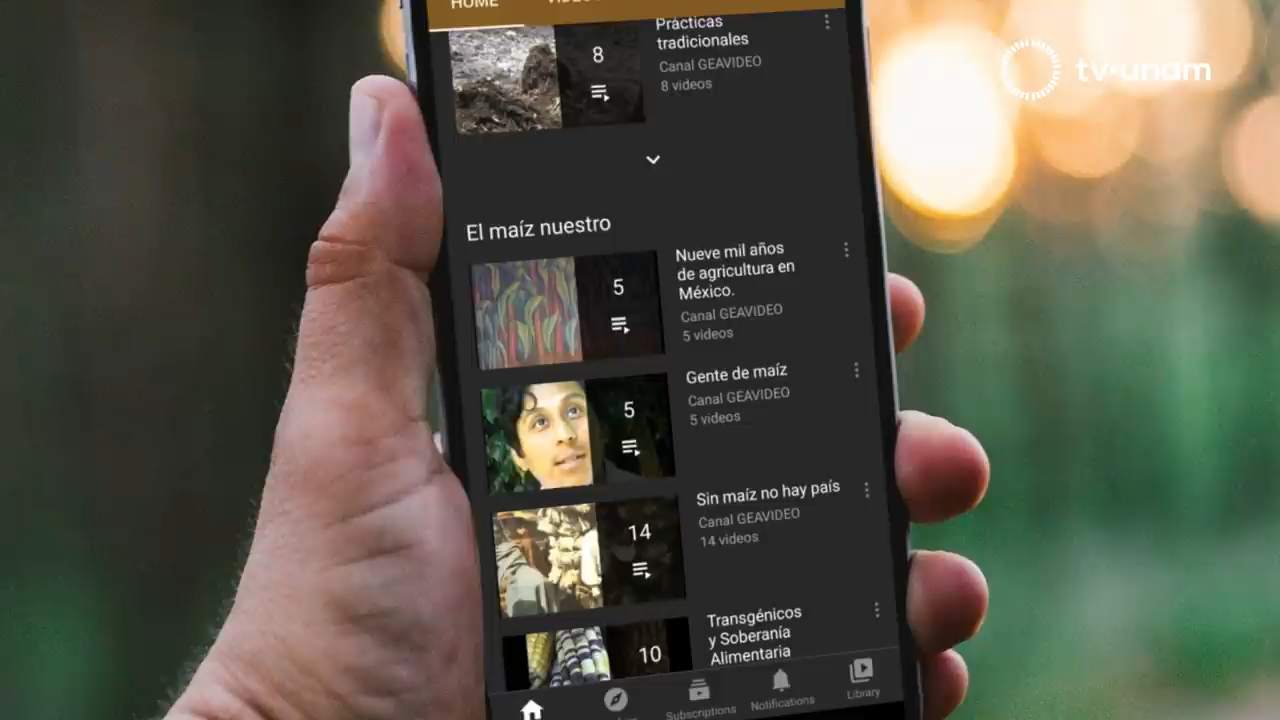 HOME
Prácticas
tradicionales
Canal GEAVIDEO
8 videos
8
tv·unam
El maíz nuestro
Nueve mil años
de agricultura en
México.
Canal GEAVIDEO
5 videos
5
Gente de maíz
Canal GEAVIDEO
5 videos
5
Sin maíz no hay país
Canal GEAVIDEO
14 videos
14
Transgénicos
y Soberanía
Alimentaria
10
Subscriptions
Notifications
Library